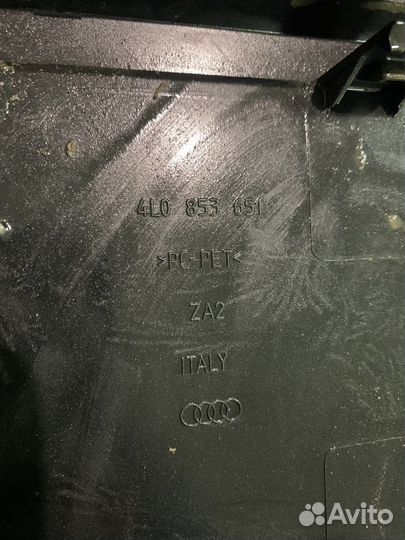 4L0 853 651
>PC-PET<
ZA2
ITALY
Avito